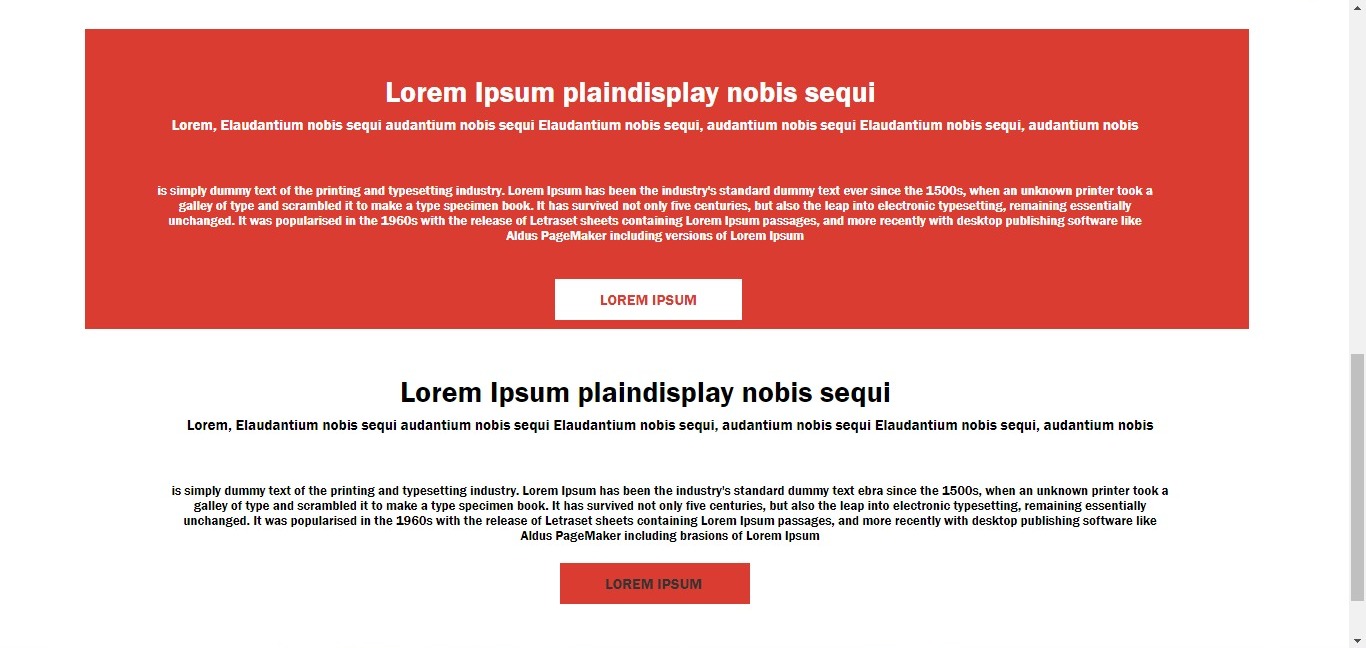 Lorem Ipsum plaindisplay nobis sequi
Lorem, Elaudantium nobis sequi audantium nobis sequi Elaudantium nobis sequi, audantium nobis sequi Elaudantium nobis sequi, audantium nobis
is simply dummy text of the printing and typesetting industry. Lorem Ipsum has been the industry's standard dummy text ever since the 1500s, when an unknown printer took a
galley of type and scrambled it to make a type specimen book. It has survived not only five centuries, but also the leap into electronic typesetting, remaining essentially
unchanged. It was popularised in the 1960s with the release of Letraset sheets containing Lorem Ipsum passages, and more recently with desktop publishing software like
Aldus PageMaker including versions of Lorem Ipsum
LOREM IPSUM
Lorem Ipsum plaindisplay nobis sequi
Lorem, Elaudantium nobis sequi audantium nobis sequi Elaudantium nobis sequi, audantium nobis sequi Elaudantium nobis sequi, audantium nobis
is simply dummy text of the printing and typesetting industry. Lorem Ipsum has been the industry's standard dummy text ebra since the 1500s, when an unknown printer took a
galley of type and scrambled it to make a type specimen book. It has survived not only five centuries, but also the leap into electronic typesetting, remaining essentially
unchanged. It was popularised in the 1960s with the release of Letraset sheets containing Lorem Ipsum passages, and more recently with desktop publishing software like
Aldus PageMaker including brasions of Lorem Ipsum
LOREM IPSUM